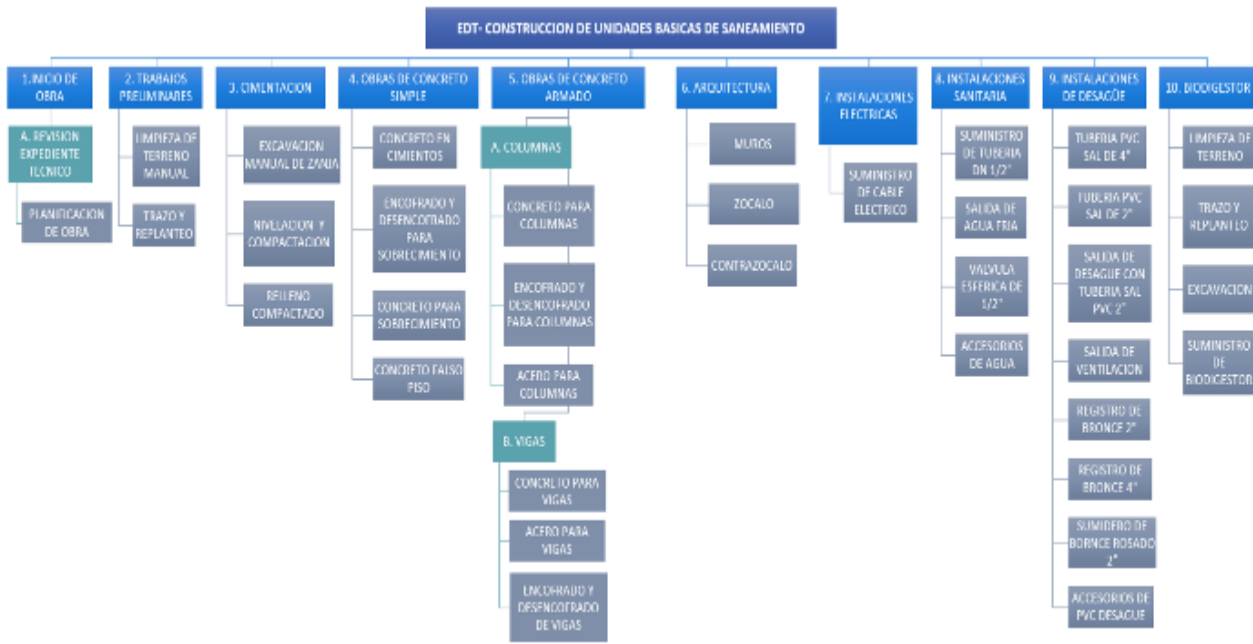 EDT- CONSTRUCCION DE UNIDADES BASICAS DE SANEAMIENTO
1.INICIO DE
OBRA
A. REVISION
EXPEDIENTE
TECNICO
PLANIFICACION
DE OBRA
2. TRABAJOS
PRELIMINARES
LIMPIEZA DE
TERRENO
MANUAL
TRAZO Y
REPLANTEO
3. CIMENTACION
EXCAVACION
MANUAL DE ZANJA
NIVELACION Y
COMPACTACION
RELLENO
COMPACTADO
4. OBRAS DE CONCRETO
SIMPLE
CONCRETO EN
CIMIENTOS
ENCOFRADO Y
DESENCOFRADO
PARA
SOBRECIMIENTO
CONCRETO PARA
SOBRECIMIENTO
CONCRETO FALSO
PISO
5. OBRAS DE CONCRETO
ARMADO
A. COLUMNAS
CONCRETO PARA
COLUMNAS
ENCOFRADO Y
DESENCOFRADO
PARA COLUMNAS
ACERO PARA
COLUMNAS
B. VIGAS
CONCRETO PARA
VIGAS
ACERO PARA
VIGAS
ENCOFRADO Y
DESENCOFRADO
DE VIGAS
6. ARQUITECTURA
MUROS
ZOCALO
CONTRAZOCALO
7. INSTALACIONES
ELECTRICAS
SUMINISTRO
DE CABLE
ELECTRICO
8. INSTALACIONES
SANITARIA
SUMINISTRO
DE TUBERIA
DN 1/2"
SALIDA DE
AGUA FRIA
VALVULA
ESFERICA DE
1/2"
ACCESORIOS
DE AGUA
9. INSTALACIONES
DE DESAGÜE
TUBERIA PVC
SAL DE 4"
TUBERIA PVC
SAL DE 2"
SALIDA DE
DESAGUE CON
TUBERIA SAL
PVC 2"
SALIDA DE
VENTILACION
REGISTRO DE
BRONCE 2"
REGISTRO DE
BRONCE 4"
SUMIDERO DE
BORNCE ROSADO
2"
ACCESORIOS DE
PVC DESAGUE
10. BIODIGESTOR
LIMPIEZA DE
TERRENO
TRAZO Y
REPLANTEO
EXCAVACION
SUMINISTRO
DE
BIODIGESTOR